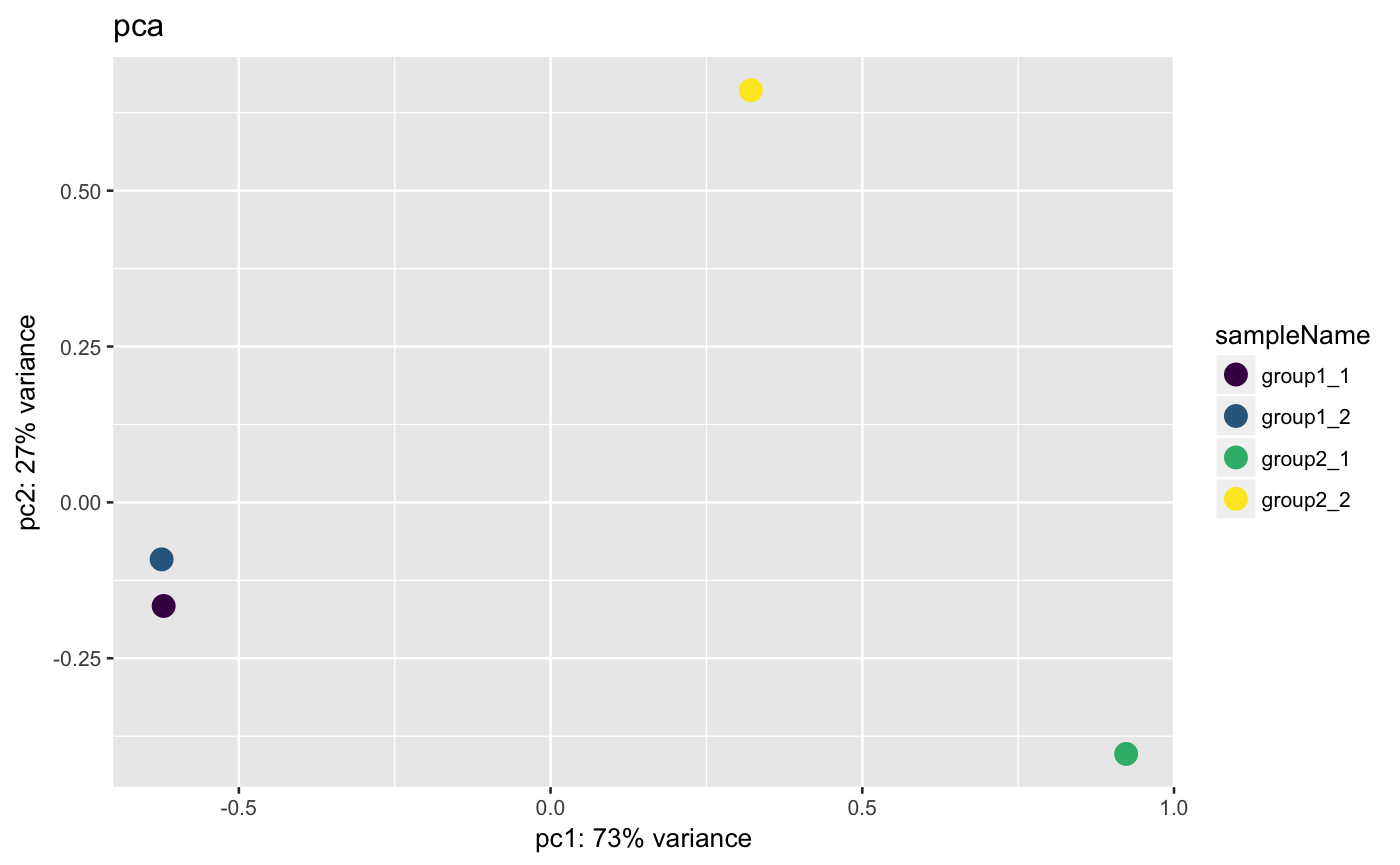 pca
0.50
0.25
0.00
-0.25
pc2: 27% variance
-0.5
0.0
0.5
1.0
pc1: 73% variance
sampleName
group1_1
group1_2
group2_1
group2_2